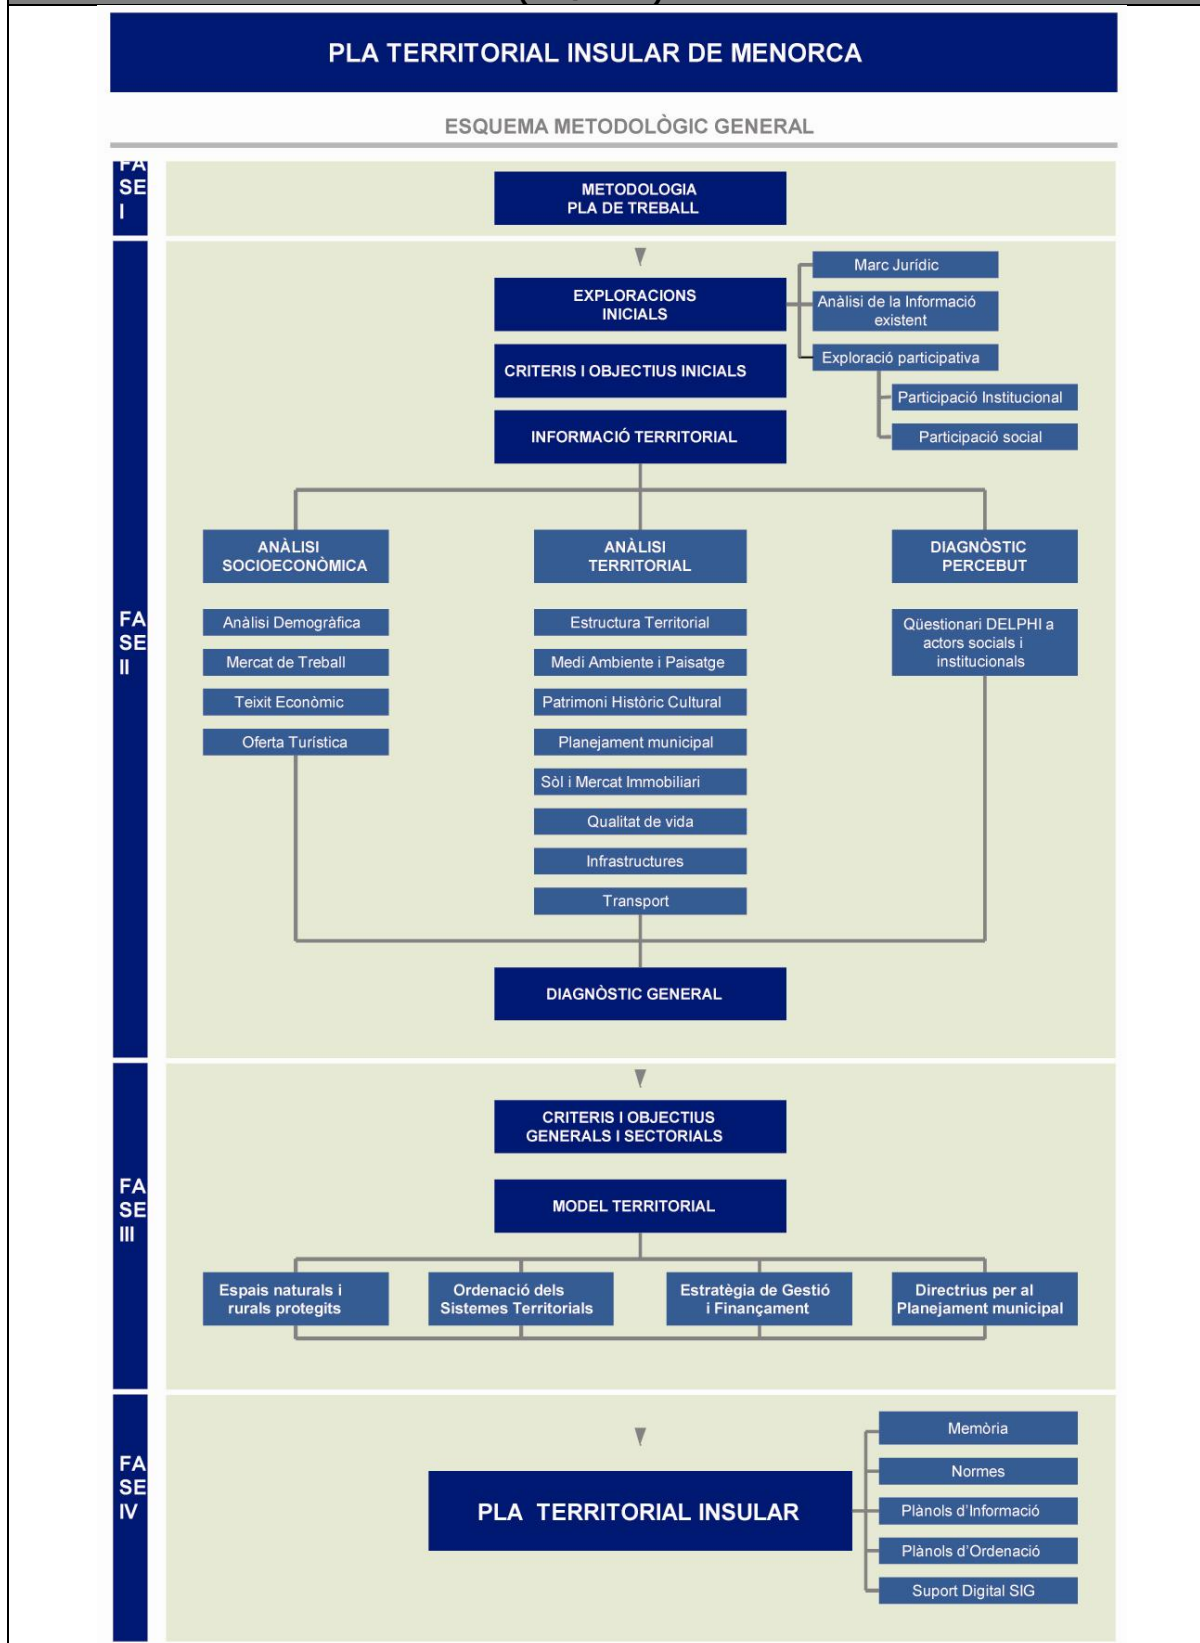 PLA TERRITORIAL INSULAR DE MENORCA
ESQUEMA METODOLÒGIC GENERAL
FA
SE
I
METODOLOGIA
PLA DE TREBALL
FA
SE
II
EXPLORACIONS
INICIALS
Marc Jurídic
Anàlisi de la Informació
existent
Exploració participativa
Participació Institucional
Participació social
CRITERIS I OBJECTIUS INICIALS
INFORMACIÓ TERRITORIAL
ANÀLISI
SOCIOECONÒMICA
Anàlisi Demogràfica
Mercat de Treball
Teixit Econòmic
Oferta Turística
ANÀLISI
TERRITORIAL
Estructura Territorial
Medi Ambiente i Paisatge
Patrimoni Històric Cultural
Planejament municipal
Sòl i Mercat Immobiliari
Qualitat de vida
Infrastructures
Transport
DIAGNÒSTIC
PERCEBUT
Qüestionari DELPHI a
actors socials i
institucionals
DIAGNÒSTIC GENERAL
FA
SE
III
CRITERIS I OBJECTIUS
GENERALS I SECTORIALS
MODEL TERRITORIAL
Espais naturals i
rurals protegits
Ordenació dels
Sistemes Territorials
Estratègia de Gestió
i Finançament
Directrius per al
Planejament municipal
FA
SE
IV
PLA TERRITORIAL INSULAR
Memòria
Normes
Plànols d'Informació
Plànols d'Ordenació
Suport Digital SIG